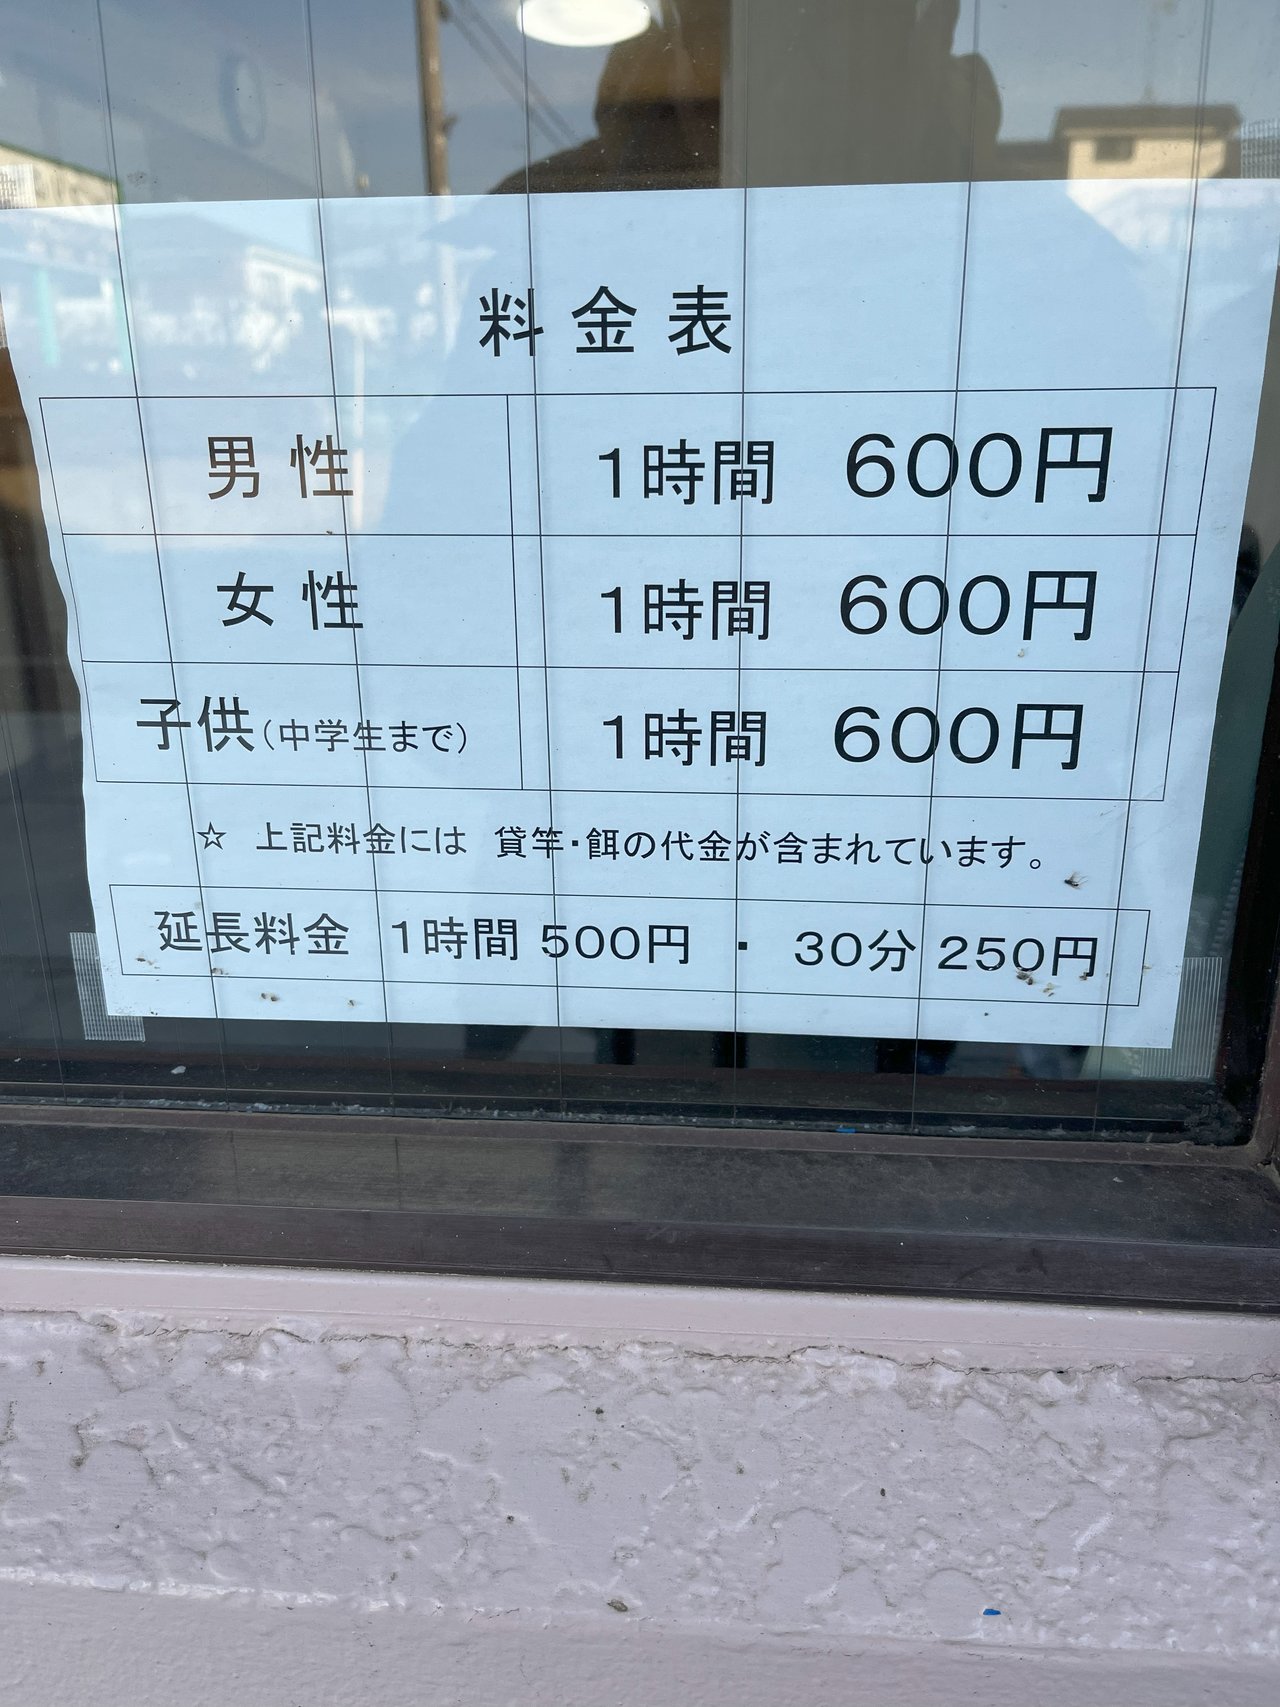 料金表
男性 1時間 600円
女性 1時間 600円
子供(中学生まで) 1時間 600円
☆ 上記料金には 貸竿・餌の代金が含まれています。
延長料金 1時間 500円 ・ 30分 250円